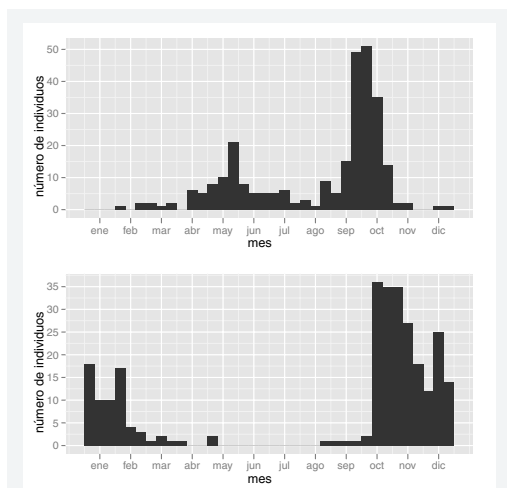 número de individuos
50
40
30
20
10
0
ene feb mar abr may jun jul ago sep oct nov dic
mes
número de individuos
35
30
25
20
15
10
5
0
ene feb mar abr may jun jul ago sep oct nov dic
mes